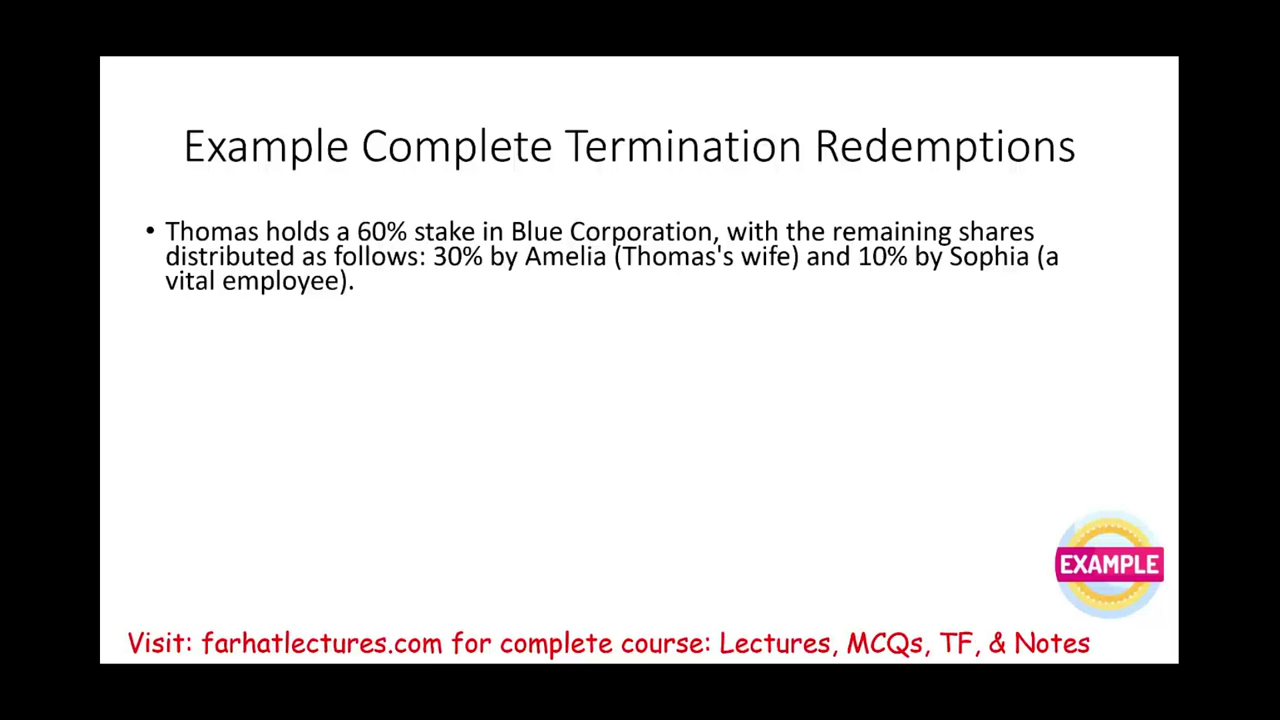 Example Complete Termination Redemptions
• Thomas holds a 60% stake in Blue Corporation, with the remaining shares
distributed as follows: 30% by Amelia (Thomas's wife) and 10% by Sophia (a
vital employee).
EXAMPLE
Visit: farhatlectures.com for complete course: Lectures, MCQs, TF, & Notes